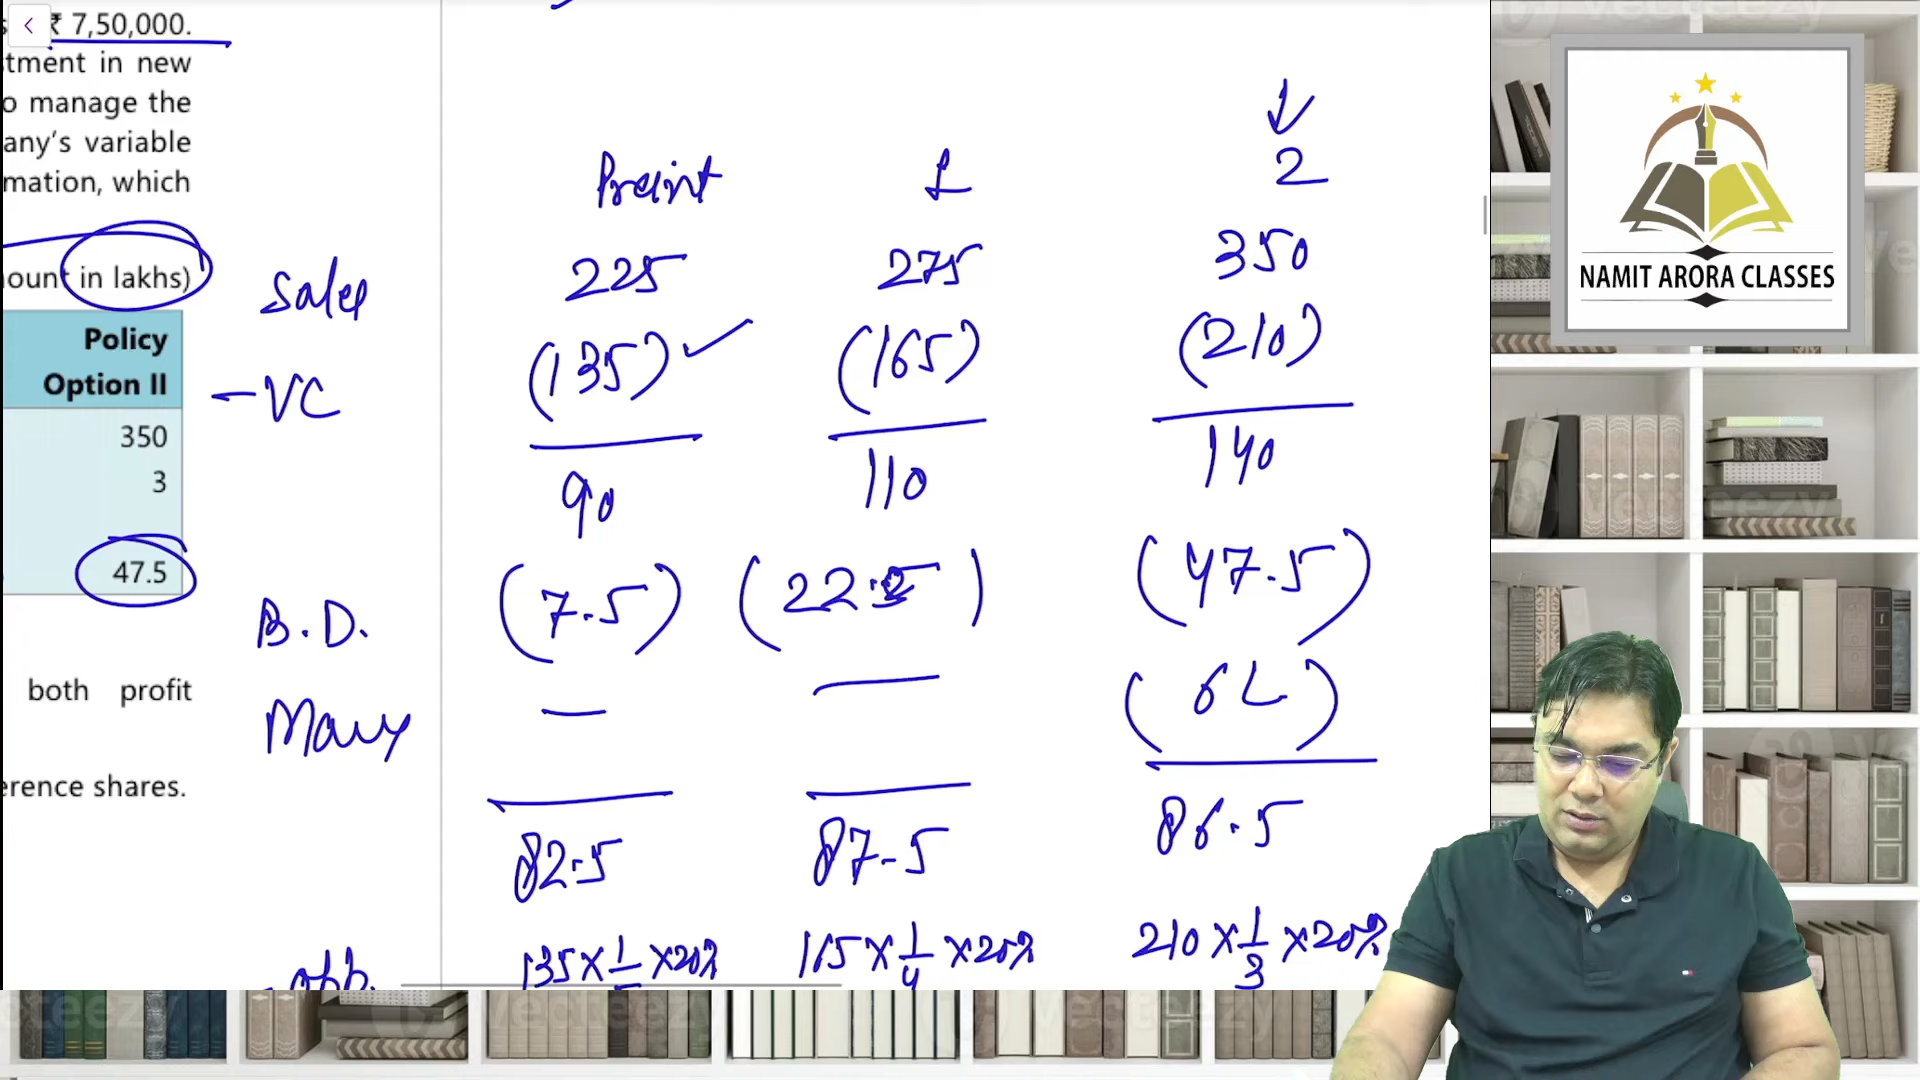 ₹ 7,50,000.
tment in new
o manage the
any's variable
mation, which
ount in lakhs)
Policy
Option II
350
3
47.5
both profit
erence shares.
Present 1 2
Sales 225 275 350
-VC (135) (165) (210)
90 110 140
B.D. (7.5) (22.5) (47.5)
— — (6L)
82.5 87.5 86.5
135 × 1 × 20% 165 × 1/4 × 20% 210 × 1/3 × 20%
NAMIT ARORA CLASSES
vecteezy